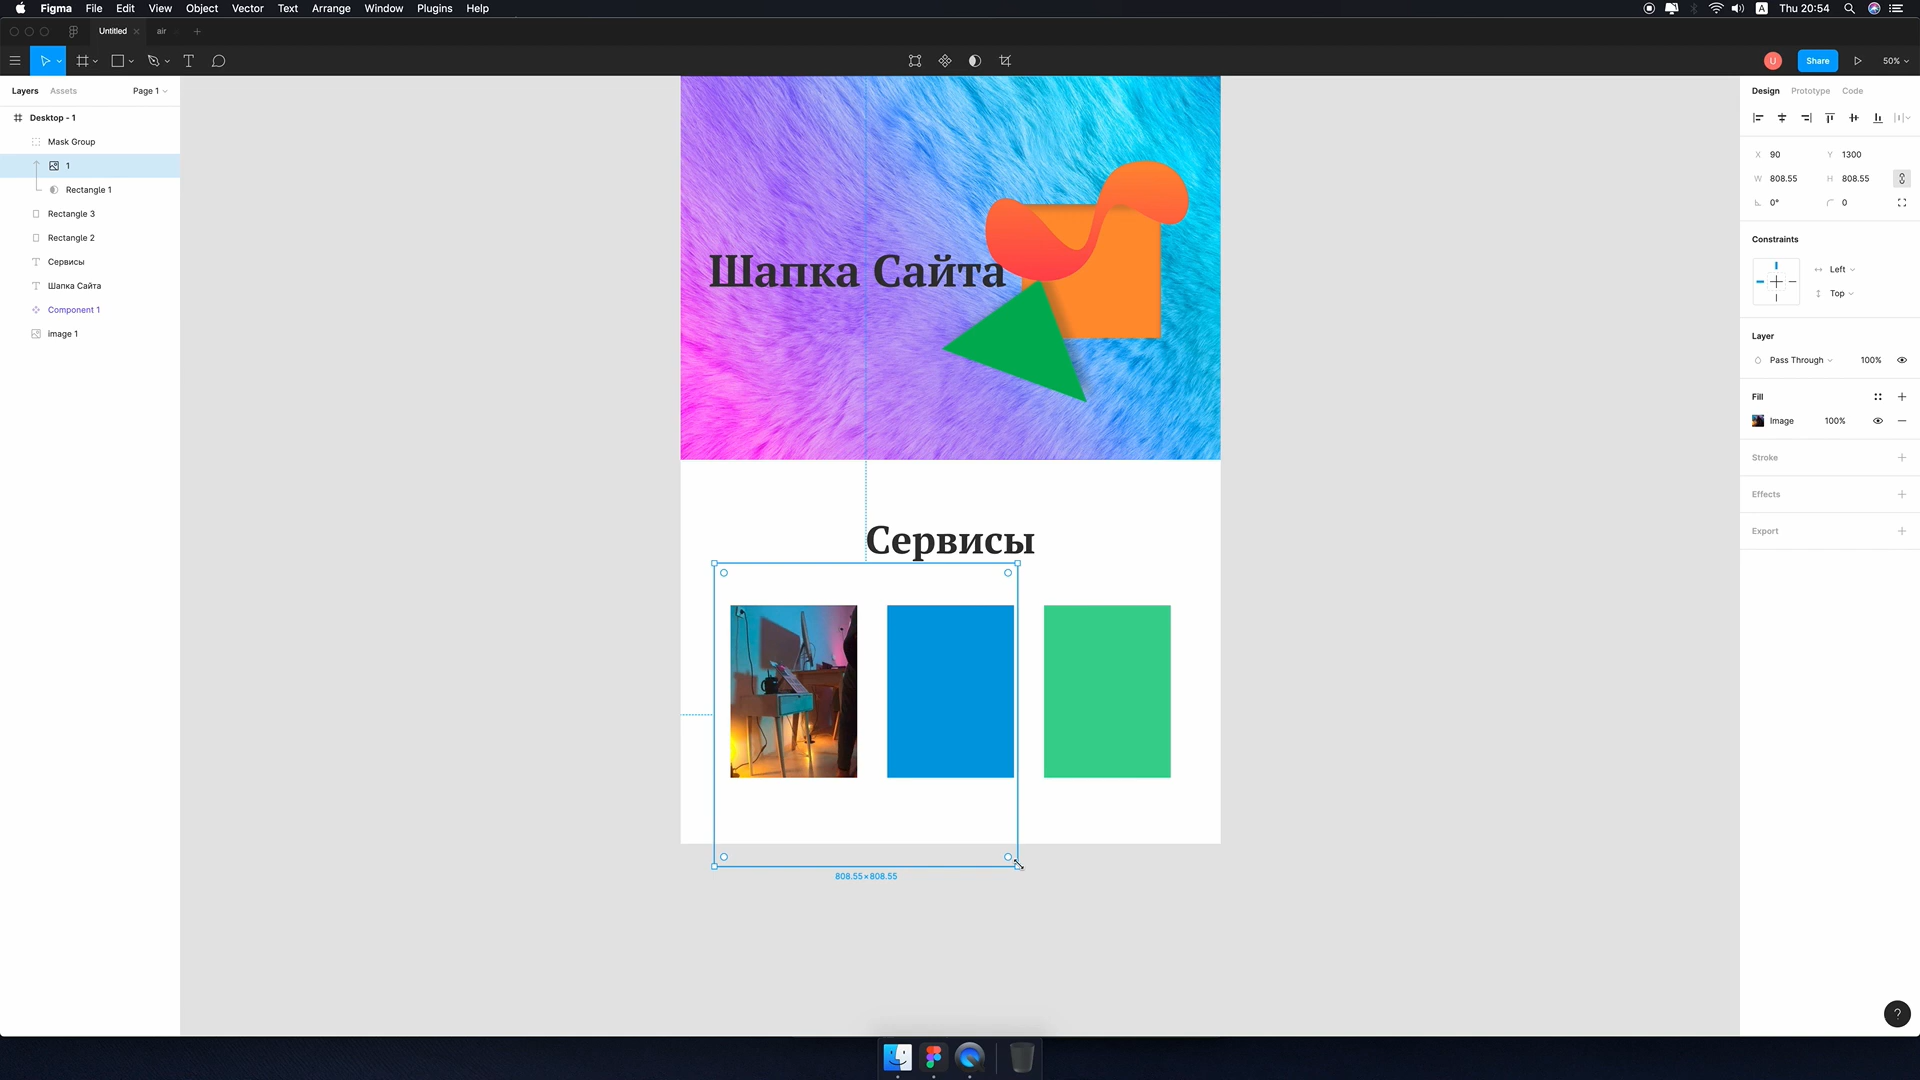 Figma File Edit View Object Vector Text Arrange Window Plugins Help A Thu 20:54
Untitled air
U Share 50%
Layers Assets Page 1
Design Prototype Code
Desktop - 1
Mask Group
1
Rectangle 1
Rectangle 3
Rectangle 2
Сервисы
Шапка Сайта
Component 1
image 1
X 90 Y 1300
W 808.55 H 808.55
0° 0
Constraints
Left
Top
Layer
Pass Through 100%
Fill
Image 100%
Stroke
Effects
Export
Шапка Сайта
Сервисы
808.55 × 808.55
?